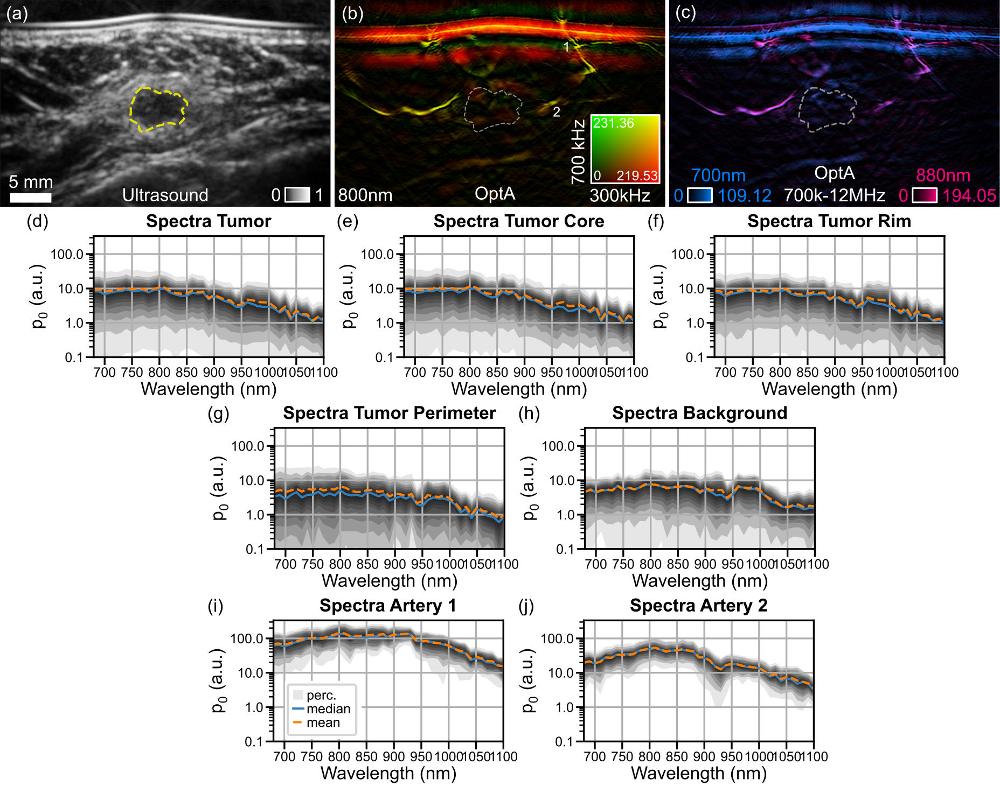 (a)
5 mm
Ultrasound
0 1
(b)
1
2
700 kHz
231.36
0 219.53
800nm
OptA
300kHz
(c)
700nm
OptA
880nm
0 109.12
700k-12MHz
0 194.05
(d)
Spectra Tumor
p0 (a.u.)
100.0
10.0
1.0
0.1
700 750 800 850 900 950 1000 1050 1100
Wavelength (nm)
(e)
Spectra Tumor Core
p0 (a.u.)
100.0
10.0
1.0
0.1
700 750 800 850 900 950 1000 1050 1100
Wavelength (nm)
(f)
Spectra Tumor Rim
p0 (a.u.)
100.0
10.0
1.0
0.1
700 750 800 850 900 950 1000 1050 1100
Wavelength (nm)
(g)
Spectra Tumor Perimeter
p0 (a.u.)
100.0
10.0
1.0
0.1
700 750 800 850 900 950 1000 1050 1100
Wavelength (nm)
(h)
Spectra Background
p0 (a.u.)
100.0
10.0
1.0
0.1
700 750 800 850 900 950 1000 1050 1100
Wavelength (nm)
(i)
Spectra Artery 1
p0 (a.u.)
100.0
10.0
1.0
0.1
perc.
median
mean
700 750 800 850 900 950 1000 1050 1100
Wavelength (nm)
(j)
Spectra Artery 2
p0 (a.u.)
100.0
10.0
1.0
0.1
700 750 800 850 900 950 1000 1050 1100
Wavelength (nm)